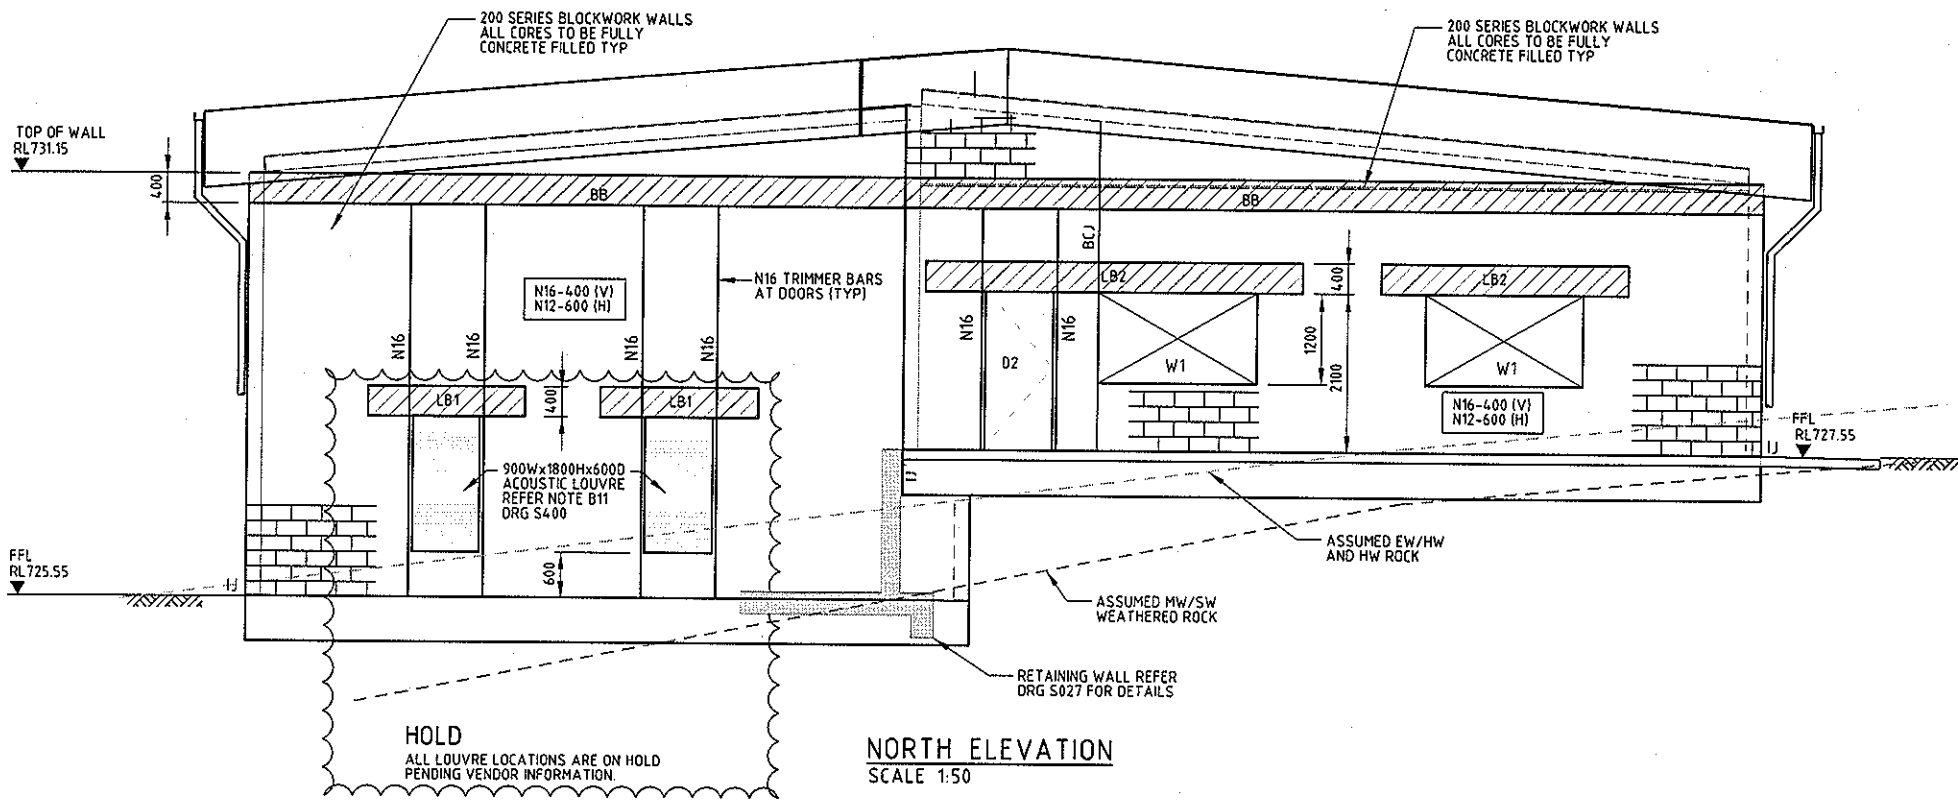 200 SERIES BLOCKWORK WALLS
ALL CORES TO BE FULLY
CONCRETE FILLED TYP
200 SERIES BLOCKWORK WALLS
ALL CORES TO BE FULLY
CONCRETE FILLED TYP
TOP OF WALL
RL731.15
400
BB
BB
BCJ
N16 TRIMMER BARS
AT DOORS (TYP)
N16-400 (V)
N12-600 (H)
LB2
400
LB2
N16
N16
N16
N16
N16
N16
1200
2100
D2
W1
W1
LB1
400
LB1
N16-400 (V)
N12-600 (H)
FFL
RL727.55
IJ
IJ
900Wx1800Hx600D
ACOUSTIC LOUVRE
REFER NOTE B11
DRG S400
ASSUMED EW/HW
AND HW ROCK
FFL
RL725.55
IJ
600
ASSUMED MW/SW
WEATHERED ROCK
RETAINING WALL REFER
DRG S027 FOR DETAILS
HOLD
ALL LOUVRE LOCATIONS ARE ON HOLD
PENDING VENDOR INFORMATION.
NORTH ELEVATION
SCALE 1:50